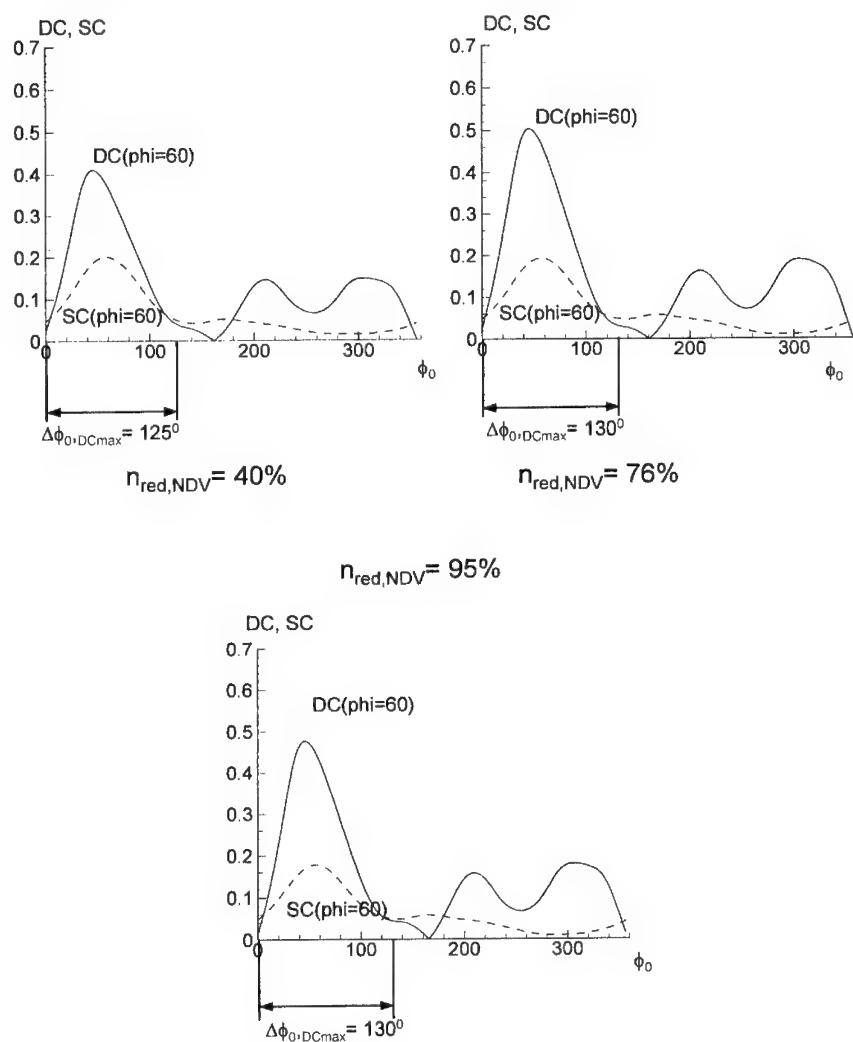 DC, SC
0.7
0.6
0.5
0.4
0.3
0.2
0.1
0
DC(phi=60)
SC(phi=60)
0
100
200
300
ϕ₀
Δϕ₀,DCmax= 125⁰
n_red,NDV= 40%
DC, SC
0.7
0.6
0.5
0.4
0.3
0.2
0.1
0
DC(phi=60)
SC(phi=60)
0
100
200
300
ϕ₀
Δϕ₀,DCmax= 130⁰
n_red,NDV= 76%
n_red,NDV= 95%
DC, SC
0.7
0.6
0.5
0.4
0.3
0.2
0.1
0
DC(phi=60)
SC(phi=60)
0
100
200
300
ϕ₀
Δϕ₀,DCmax= 130⁰